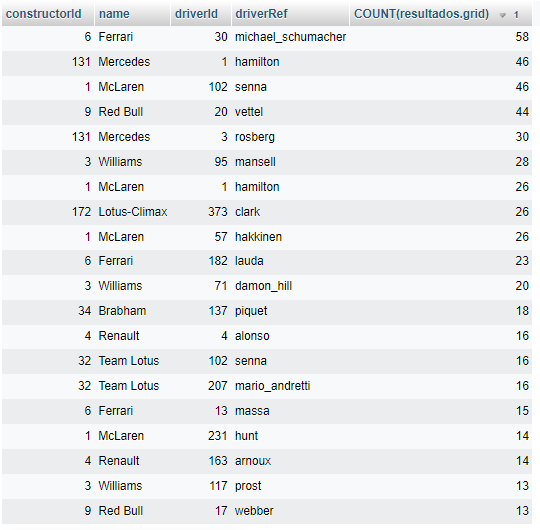 constructorId name driverId driverRef COUNT(resultados.grid) 1
6 Ferrari 30 michael_schumacher 58
131 Mercedes 1 hamilton 46
1 McLaren 102 senna 46
9 Red Bull 20 vettel 44
131 Mercedes 3 rosberg 30
3 Williams 95 mansell 28
1 McLaren 1 hamilton 26
172 Lotus-Climax 373 clark 26
1 McLaren 57 hakkinen 26
6 Ferrari 182 lauda 23
3 Williams 71 damon_hill 20
34 Brabham 137 piquet 18
4 Renault 4 alonso 16
32 Team Lotus 102 senna 16
32 Team Lotus 207 mario_andretti 16
6 Ferrari 13 massa 15
1 McLaren 231 hunt 14
4 Renault 163 arnoux 14
3 Williams 117 prost 13
9 Red Bull 17 webber 13